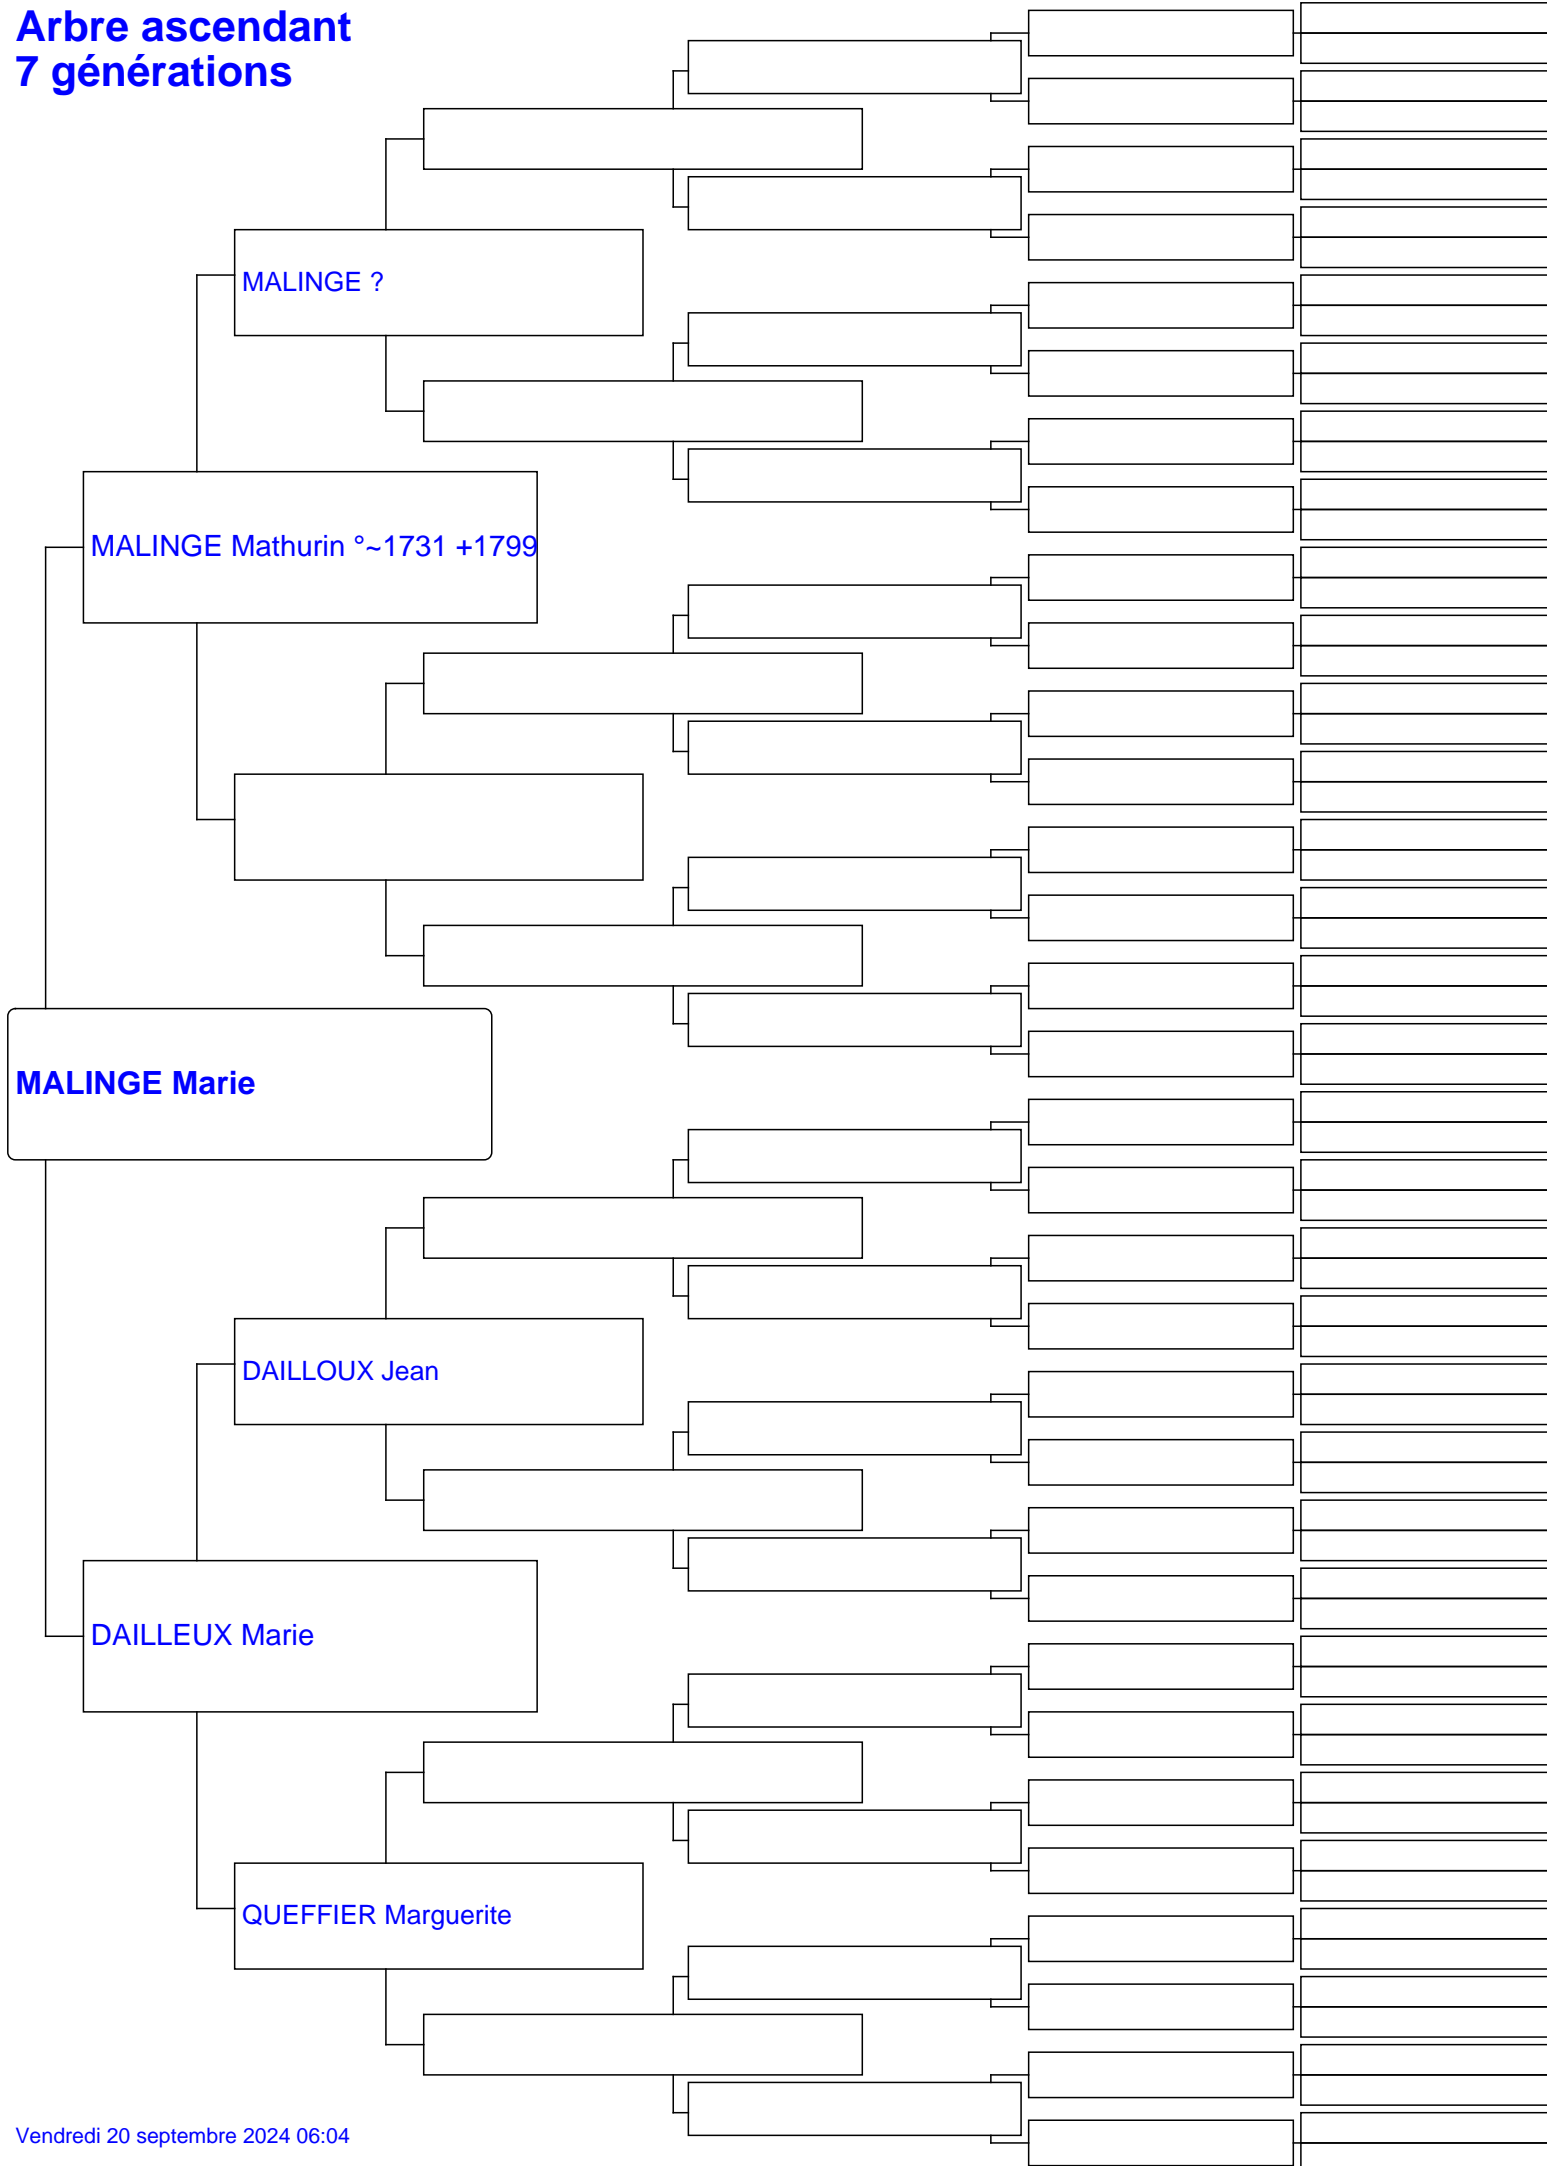 Arbre ascendant
7 générations
MALINGE ?
MALINGE Mathurin °~1731 +1799
MALINGE Marie
DAILLOUX Jean
DAILLEUX Marie
QUEFFIER Marguerite
Vendredi 20 septembre 2024 06:04